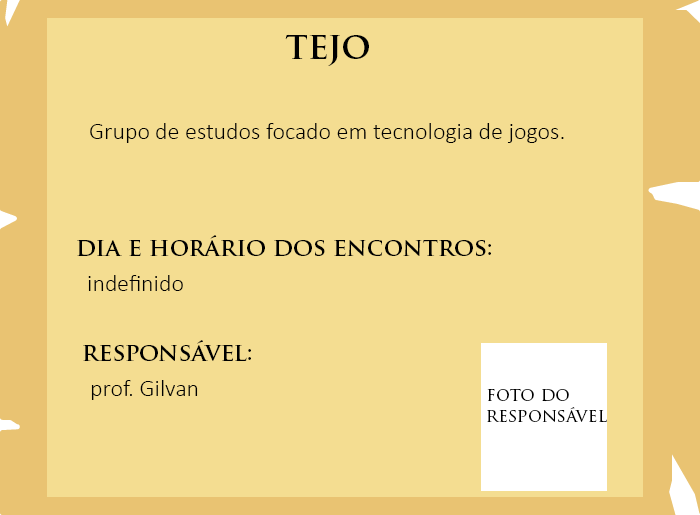 TEJO
Grupo de estudos focado em tecnologia de jogos.
DIA E HORÁRIO DOS ENCONTROS:
indefinido
RESPONSÁVEL:
prof. Gilvan
FOTO DO
RESPONSÁVEL